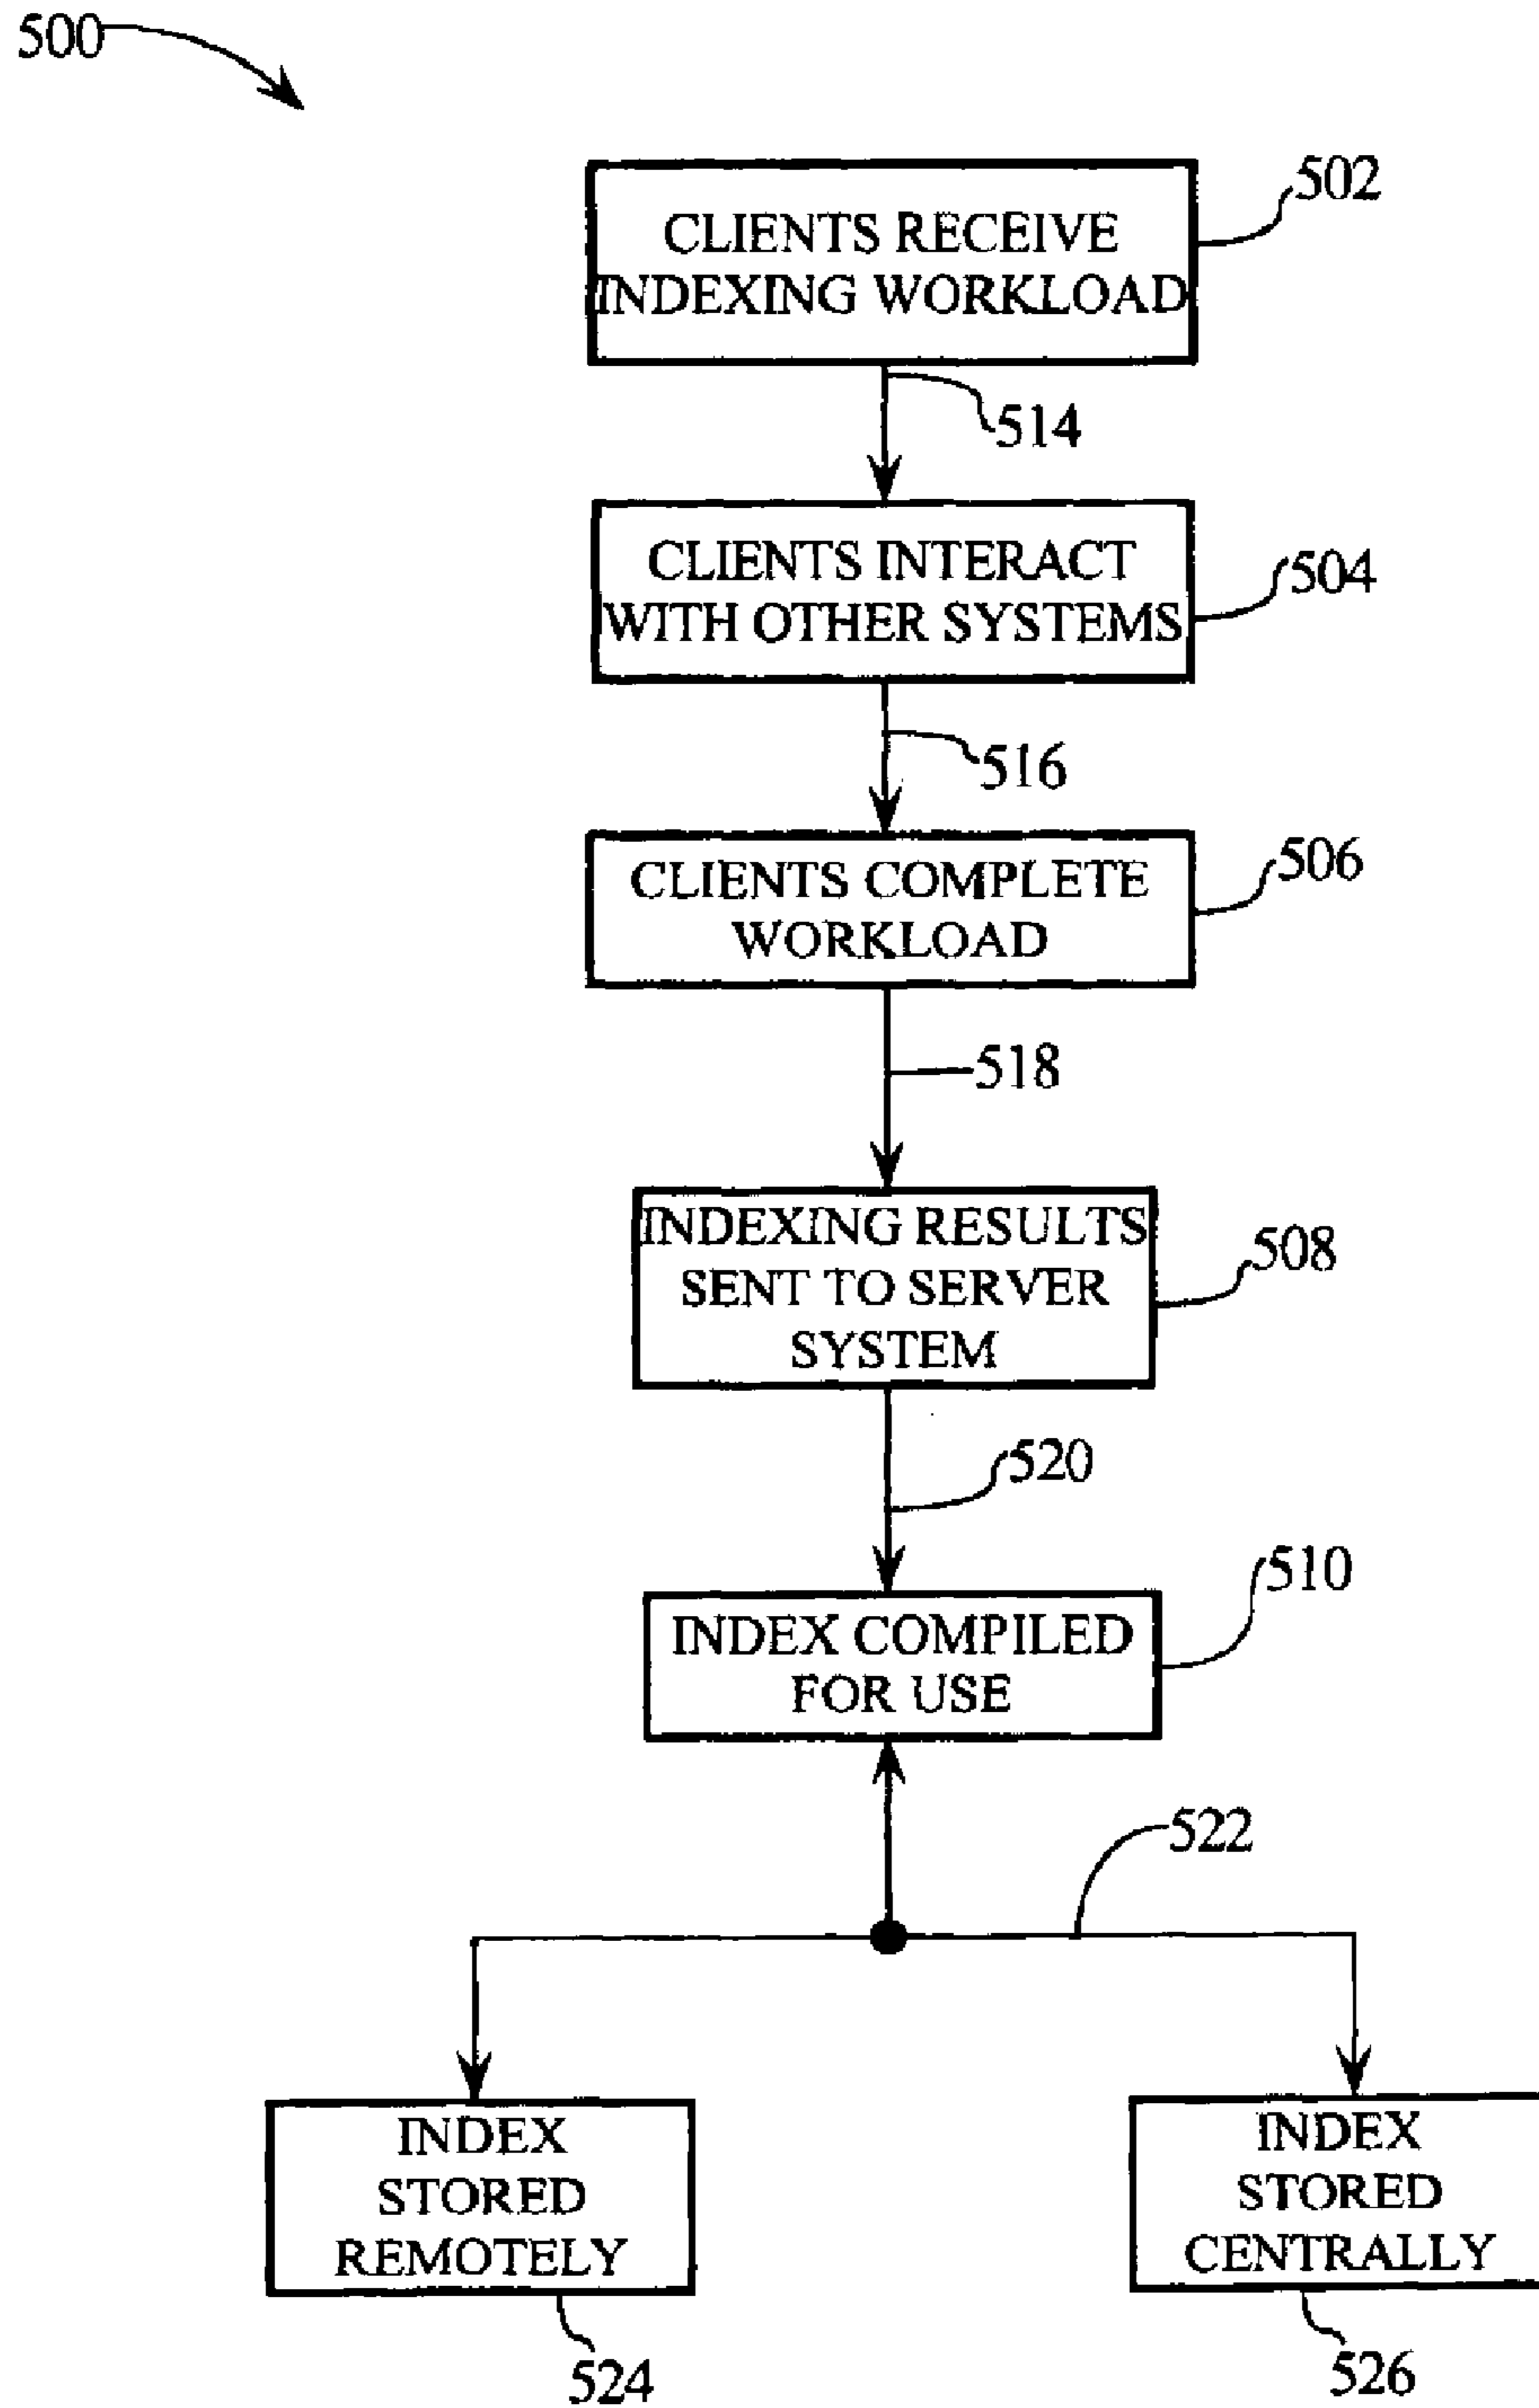 500
502
CLIENTS RECEIVE
INDEXING WORKLOAD
514
CLIENTS INTERACT
WITH OTHER SYSTEMS
504
516
CLIENTS COMPLETE
WORKLOAD
506
518
INDEXING RESULTS
SENT TO SERVER
SYSTEM
508
520
510
INDEX COMPILED
FOR USE
522
INDEX
STORED
REMOTELY
524
INDEX
STORED
CENTRALLY
526